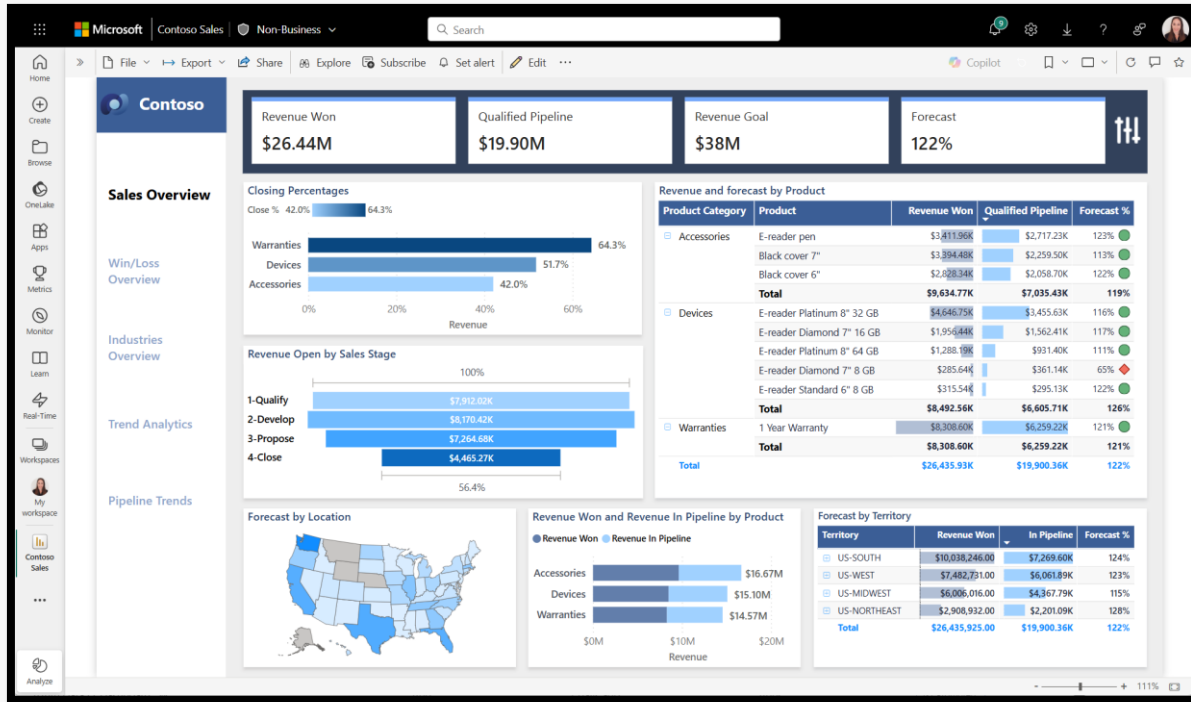 Microsoft Contoso Sales Non-Business Search 9
File Export Share Explore Subscribe Set alert Edit ... Copilot
Home
Create
Browse
OneLake
Apps
Metrics
Monitor
Learn
Real-Time
Workspaces
My
workspace
Contoso
Sales
...
Analyze
Contoso
Sales Overview
Win/Loss
Overview
Industries
Overview
Trend Analytics
Pipeline Trends
Revenue Won
$26.44M
Qualified Pipeline
$19.90M
Revenue Goal
$38M
Forecast
122%
Closing Percentages
Close % 42.0% 64.3%
Warranties 64.3%
Devices 51.7%
Accessories 42.0%
0% 20% 40% 60%
Revenue
Revenue Open by Sales Stage
100%
1-Qualify $7,912.02K
2-Develop $8,170.42K
3-Propose $7,264.68K
4-Close $4,465.27K
56.4%
Revenue and forecast by Product
Product Category Product Revenue Won Qualified Pipeline Forecast %
Accessories E-reader pen $3,411.96K $2,717.23K 123%
Black cover 7" $3,394.48K $2,259.50K 113%
Black cover 6" $2,828.34K $2,058.70K 122%
Total $9,634.77K $7,035.43K 119%
Devices E-reader Platinum 8" 32 GB $4,646.75K $3,455.63K 116%
E-reader Diamond 7" 16 GB $1,956.44K $1,562.41K 117%
E-reader Platinum 8" 64 GB $1,288.19K $931.40K 111%
E-reader Diamond 7" 8 GB $285.64K $361.14K 65%
E-reader Standard 6" 8 GB $315.54K $295.13K 122%
Total $8,492.56K $6,605.71K 126%
Warranties 1 Year Warranty $8,308.60K $6,259.22K 121%
Total $8,308.60K $6,259.22K 121%
Total $26,435.93K $19,900.36K 122%
Forecast by Location
Revenue Won and Revenue In Pipeline by Product
Revenue Won Revenue In Pipeline
Accessories $16.67M
Devices $15.10M
Warranties $14.57M
$0M $10M $20M
Revenue
Forecast by Territory
Territory Revenue Won In Pipeline Forecast %
US-SOUTH $10,038,246.00 $7,269.60K 124%
US-WEST $7,482,731.00 $6,061.89K 123%
US-MIDWEST $6,006,016.00 $4,367.79K 115%
US-NORTHEAST $2,908,932.00 $2,201.09K 128%
Total $26,435,925.00 $19,900.36K 122%
- + 111%